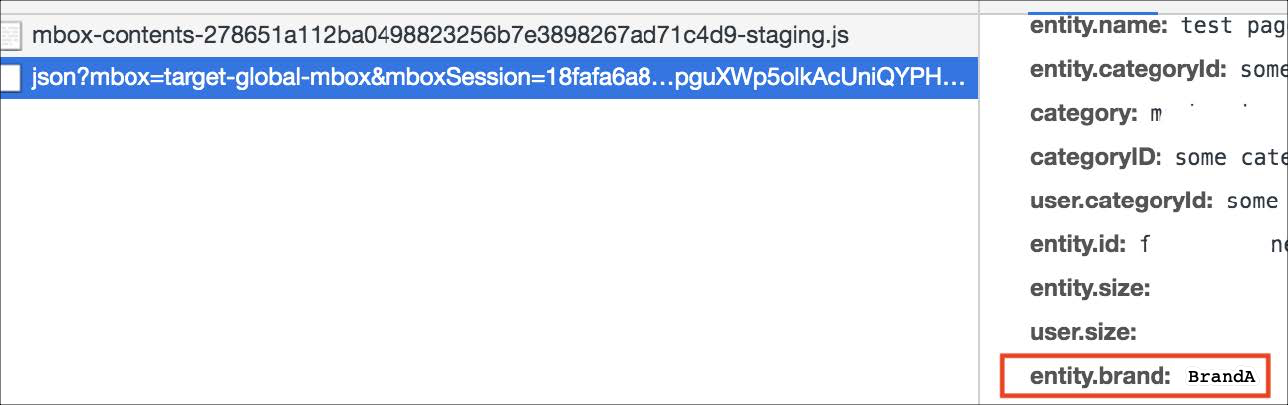 mbox-contents-278651a112ba0498823256b7e3898267ad71c4d9-staging.js
json?mbox=target-global-mbox&mboxSession=18fafa6a8...pguXWp5olkAcUniQYPH...
entity.name: test pag
entity.categoryId: some
category: m
categoryID: some cate
user.categoryId: some
entity.id: f ne
entity.size:
user.size:
entity.brand: BrandA